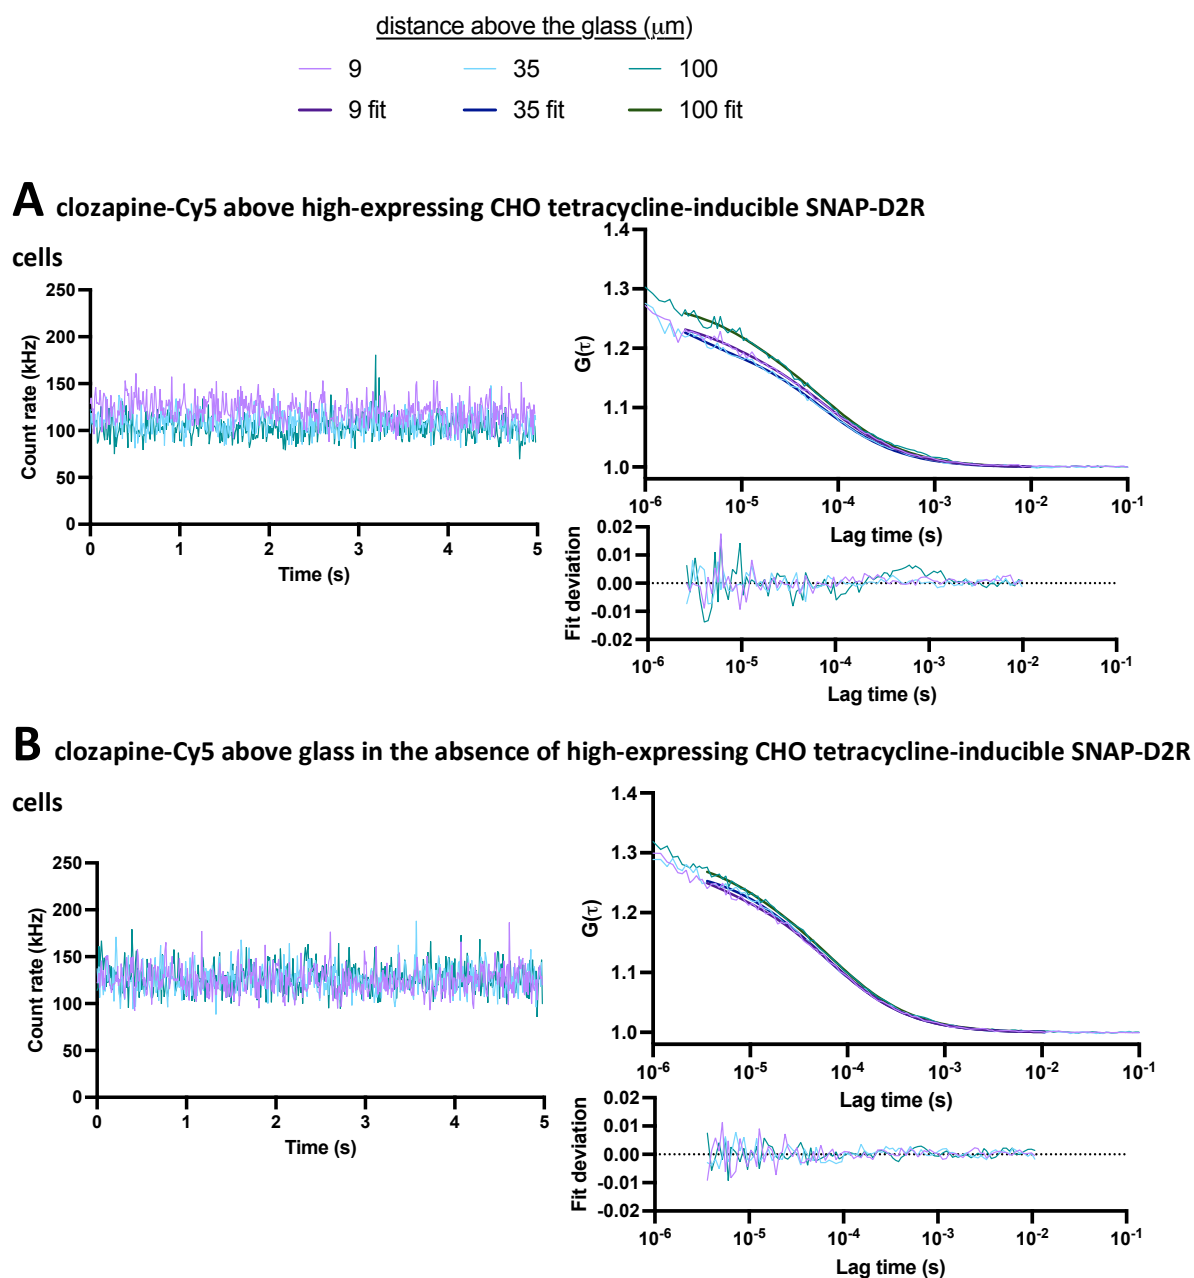 distance above the glass (μm)
9 35 100
9 fit 35 fit 100 fit
A clozapine-Cy5 above high-expressing CHO tetracycline-inducible SNAP-D2R
cells
250
200
150
100
50
0
Count rate (kHz)
0 1 2 3 4 5
Time (s)
1.4
1.3
1.2
1.1
1.0
G(τ)
10-6 10-5 10-4 10-3 10-2 10-1
Lag time (s)
0.02
0.01
0.00
-0.01
-0.02
Fit deviation
10-6 10-5 10-4 10-3 10-2 10-1
Lag time (s)
B clozapine-Cy5 above glass in the absence of high-expressing CHO tetracycline-inducible SNAP-D2R
cells
250
200
150
100
50
0
Count rate (kHz)
0 1 2 3 4 5
Time (s)
1.4
1.3
1.2
1.1
1.0
G(τ)
10-6 10-5 10-4 10-3 10-2 10-1
Lag time (s)
0.02
0.01
0.00
-0.01
-0.02
Fit deviation
10-6 10-5 10-4 10-3 10-2 10-1
Lag time (s)